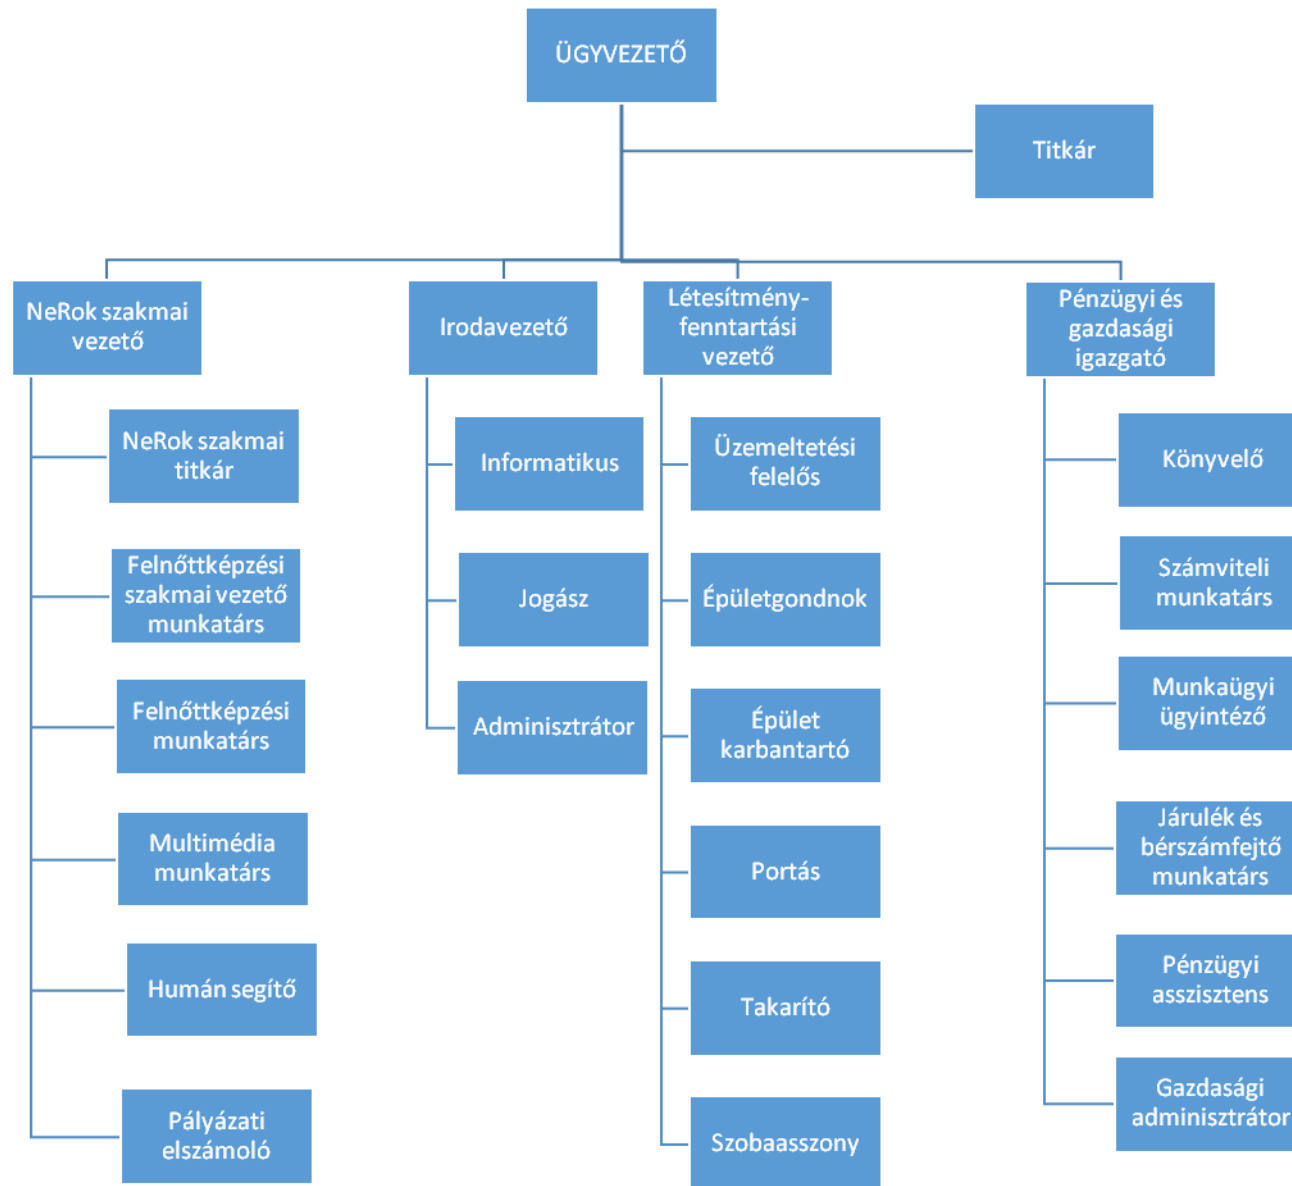 ÜGYVEZETŐ
Titkár
NeRok szakmai
vezető
Irodavezető
Létesítmény-
fenntartási
vezető
Pénzügyi és
gazdasági
igazgató
NeRok szakmai
titkár
Felnőttképzési
szakmai vezető
munkatárs
Felnőttképzési
munkatárs
Multimédia
munkatárs
Humán segítő
Pályázati
elszámoló
Informatikus
Jogász
Adminisztrátor
Üzemeltetési
felelős
Épületgondnok
Épület
karbantartó
Portás
Takarító
Szobaasszony
Könyvelő
Számviteli
munkatárs
Munkaügyi
ügyintéző
Járulék és
bérszámfejtő
munkatárs
Pénzügyi
asszisztens
Gazdasági
adminisztrátor